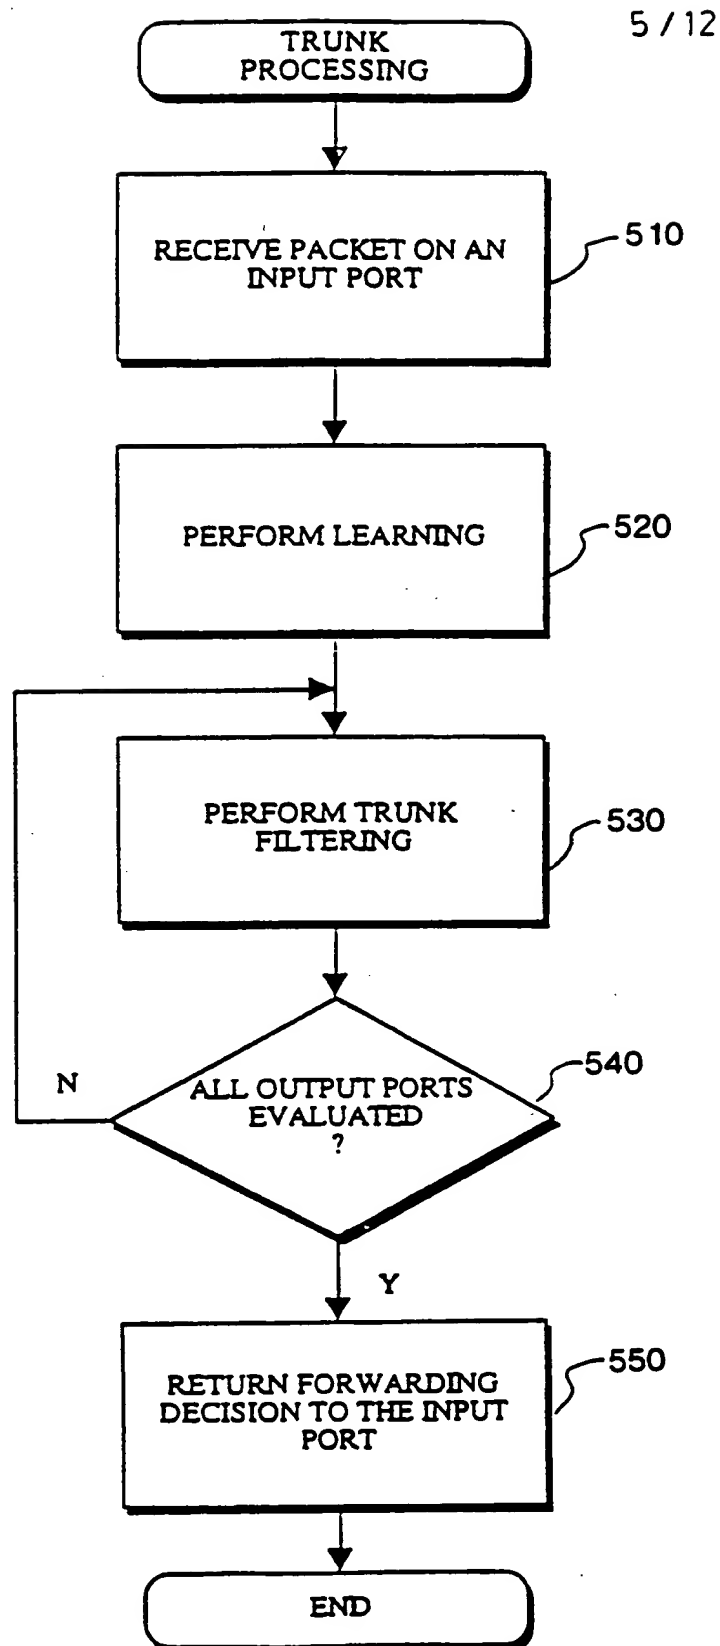 5 / 12
TRUNK
PROCESSING
RECEIVE PACKET ON AN
INPUT PORT
510
PERFORM LEARNING
520
PERFORM TRUNK
FILTERING
530
N
ALL OUTPUT PORTS
EVALUATED
?
540
Y
RETURN FORWARDING
DECISION TO THE INPUT
PORT
550
END